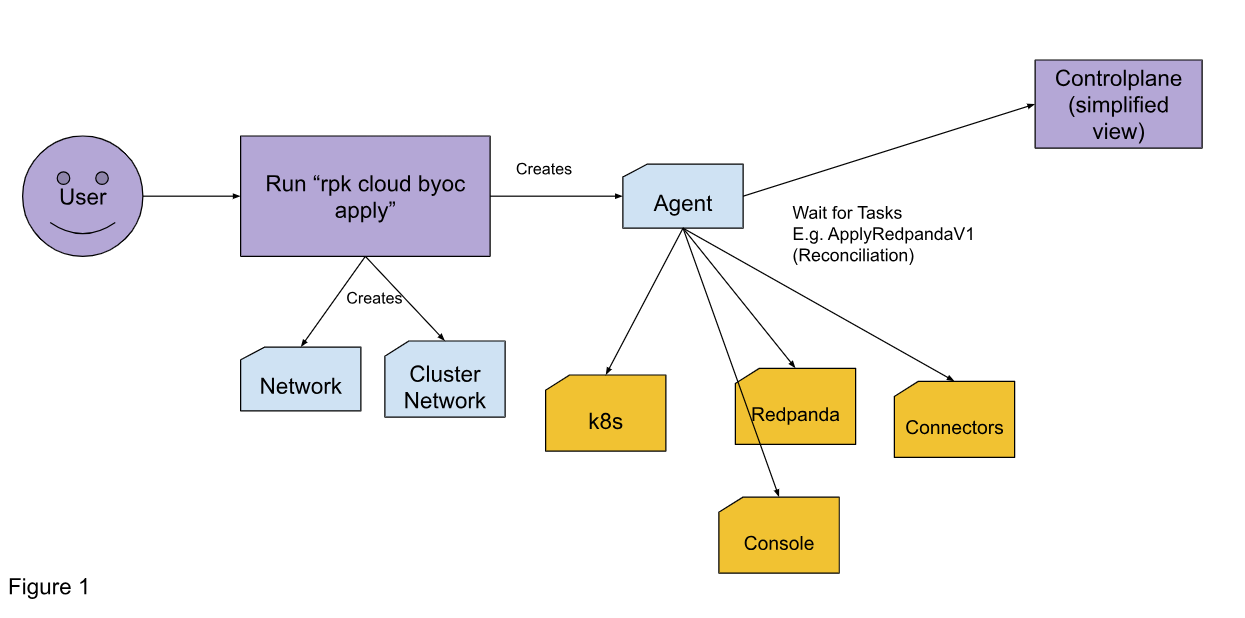 Controlplane
(simplified
view)
User
Run “rpk cloud byoc
apply”
Creates
Agent
Wait for Tasks
E.g. ApplyRedpandaV1
(Reconciliation)
Creates
Network
Cluster
Network
k8s
Redpanda
Connectors
Console
Figure 1